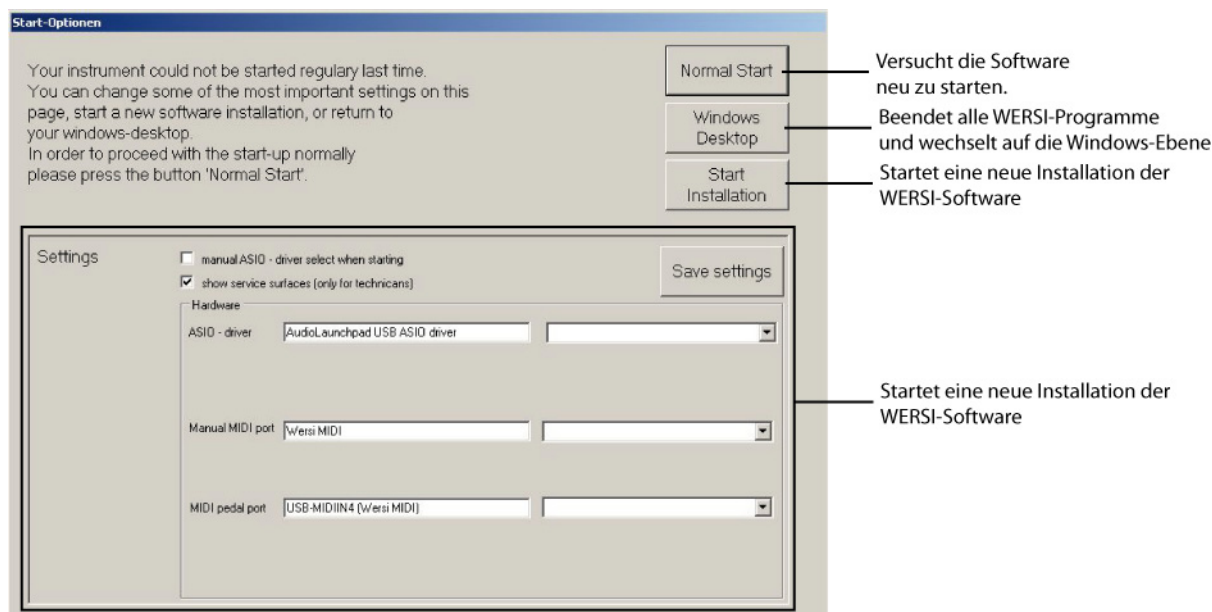 Start-Optionen
Your instrument could not be started regulary last time.
You can change some of the most important settings on this
page, start a new software installation, or return to
your windows-desktop.
In order to proceed with the start-up normally
please press the button 'Normal Start'.
Normal Start
Versucht die Software
neu zu starten.
Windows
Desktop
Beendet alle WERSI-Programme
und wechselt auf die Windows-Ebene
Start
Installation
Startet eine neue Installation der
WERSI-Software
Settings
manual ASIO - driver select when starting
show service surfaces (only for technicans)
Save settings
Hardware
ASIO - driver
AudioLaunchpad USB ASIO driver
Manual MIDI port
Wersi MIDI
MIDI pedal port
USB-MIDIIN4 (Wersi MIDI)
Startet eine neue Installation der
WERSI-Software